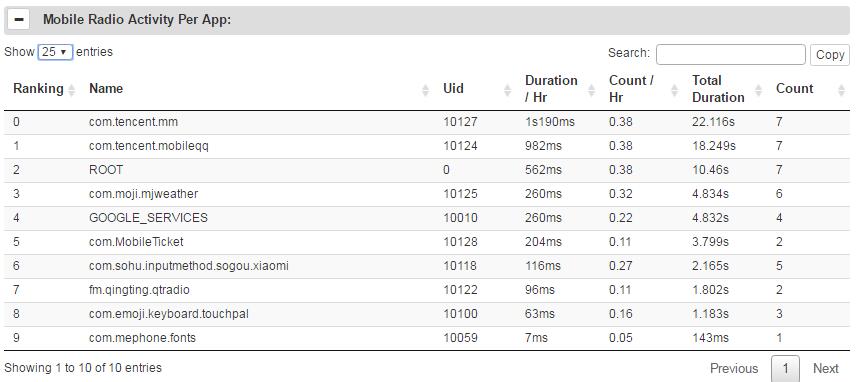 − Mobile Radio Activity Per App:
Show 25 entries Search: Copy
Ranking Name Uid Duration / Hr Count / Hr Total Duration Count
0 com.tencent.mm 10127 1s190ms 0.38 22.116s 7
1 com.tencent.mobileqq 10124 982ms 0.38 18.249s 7
2 ROOT 0 562ms 0.38 10.46s 7
3 com.moji.mjweather 10125 260ms 0.32 4.834s 6
4 GOOGLE_SERVICES 10010 260ms 0.22 4.832s 4
5 com.MobileTicket 10128 204ms 0.11 3.799s 2
6 com.sohu.inputmethod.sogou.xiaomi 10118 116ms 0.27 2.165s 5
7 fm.qingting.qtradio 10122 96ms 0.11 1.802s 2
8 com.emoji.keyboard.touchpal 10100 63ms 0.16 1.183s 3
9 com.mephone.fonts 10059 7ms 0.05 143ms 1
Showing 1 to 10 of 10 entries Previous 1 Next